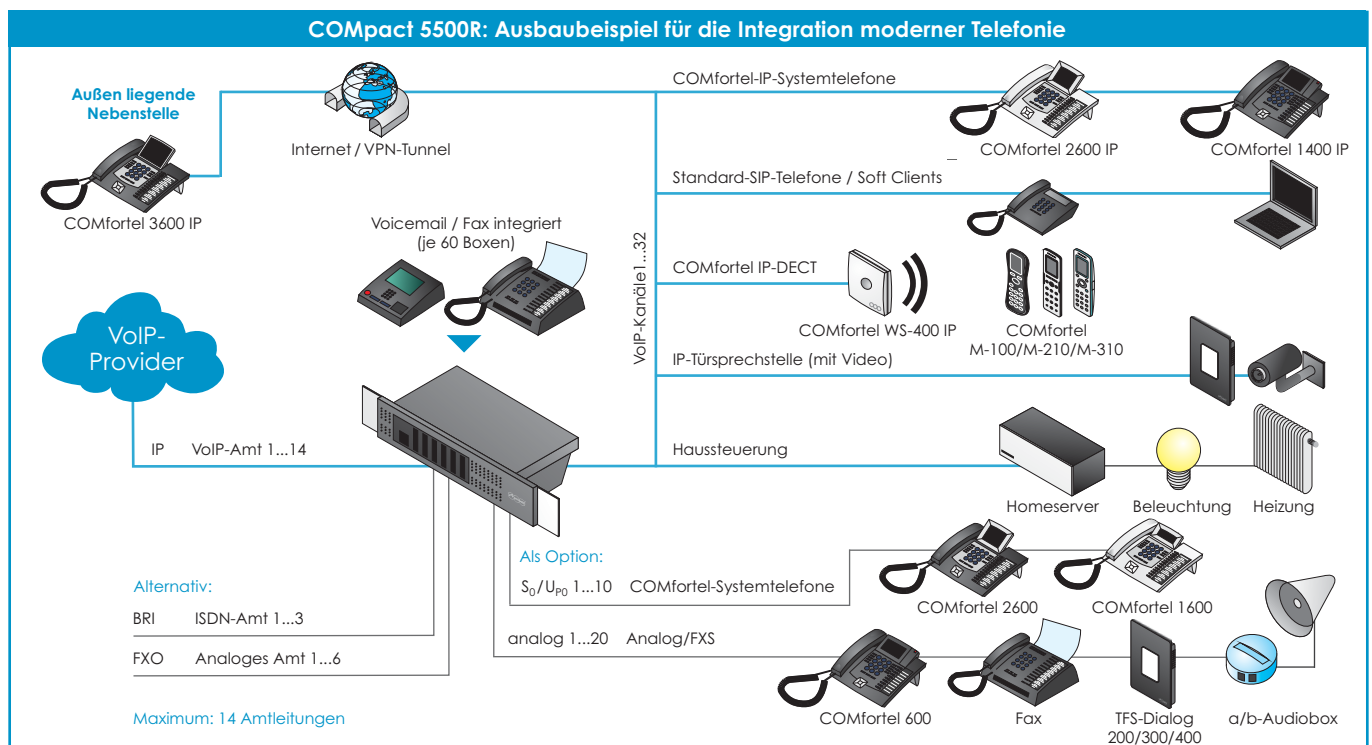 COMpact 5500R: Ausbaubeispiel für die Integration moderner Telefonie
Außen liegende
Nebenstelle
COMfortel 3600 IP
Internet / VPN-Tunnel
COMfortel-IP-Systemtelefone
COMfortel 2600 IP
COMfortel 1400 IP
Standard-SIP-Telefone / Soft Clients
Voicemail / Fax integriert
(je 60 Boxen)
VoIP-Kanäle1...32
COMfortel IP-DECT
COMfortel WS-400 IP
COMfortel
M-100/M-210/M-310
VoIP-
Provider
IP-Türsprechstelle (mit Video)
IP VoIP-Amt 1...14
Haussteuerung
Homeserver
Beleuchtung
Heizung
Als Option:
S0/UP0 1...10 COMfortel-Systemtelefone
COMfortel 2600
COMfortel 1600
Alternativ:
BRI ISDN-Amt 1...3
analog 1...20 Analog/FXS
FXO Analoges Amt 1...6
COMfortel 600
Fax
TFS-Dialog
200/300/400
a/b-Audiobox
Maximum: 14 Amtleitungen